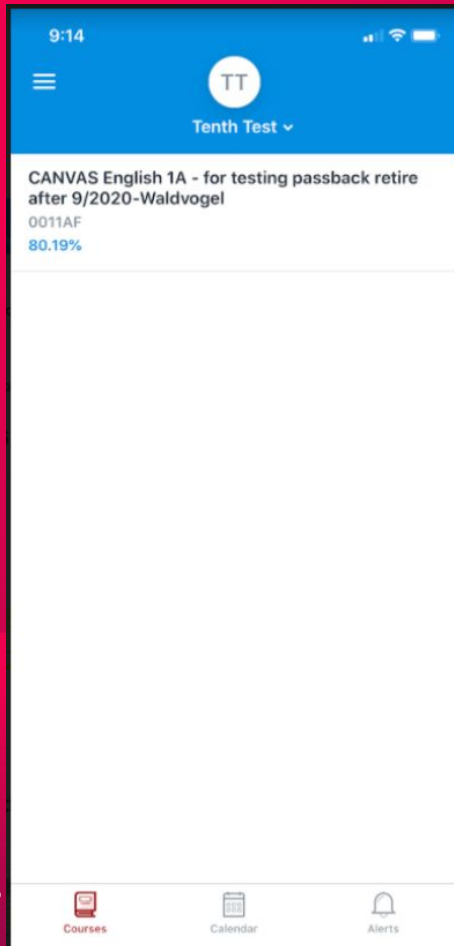 9:14
TT
Tenth Test
CANVAS English 1A - for testing passback retire
after 9/2020-Waldvogel
0011AF
80.19%
Courses
Calendar
Alerts